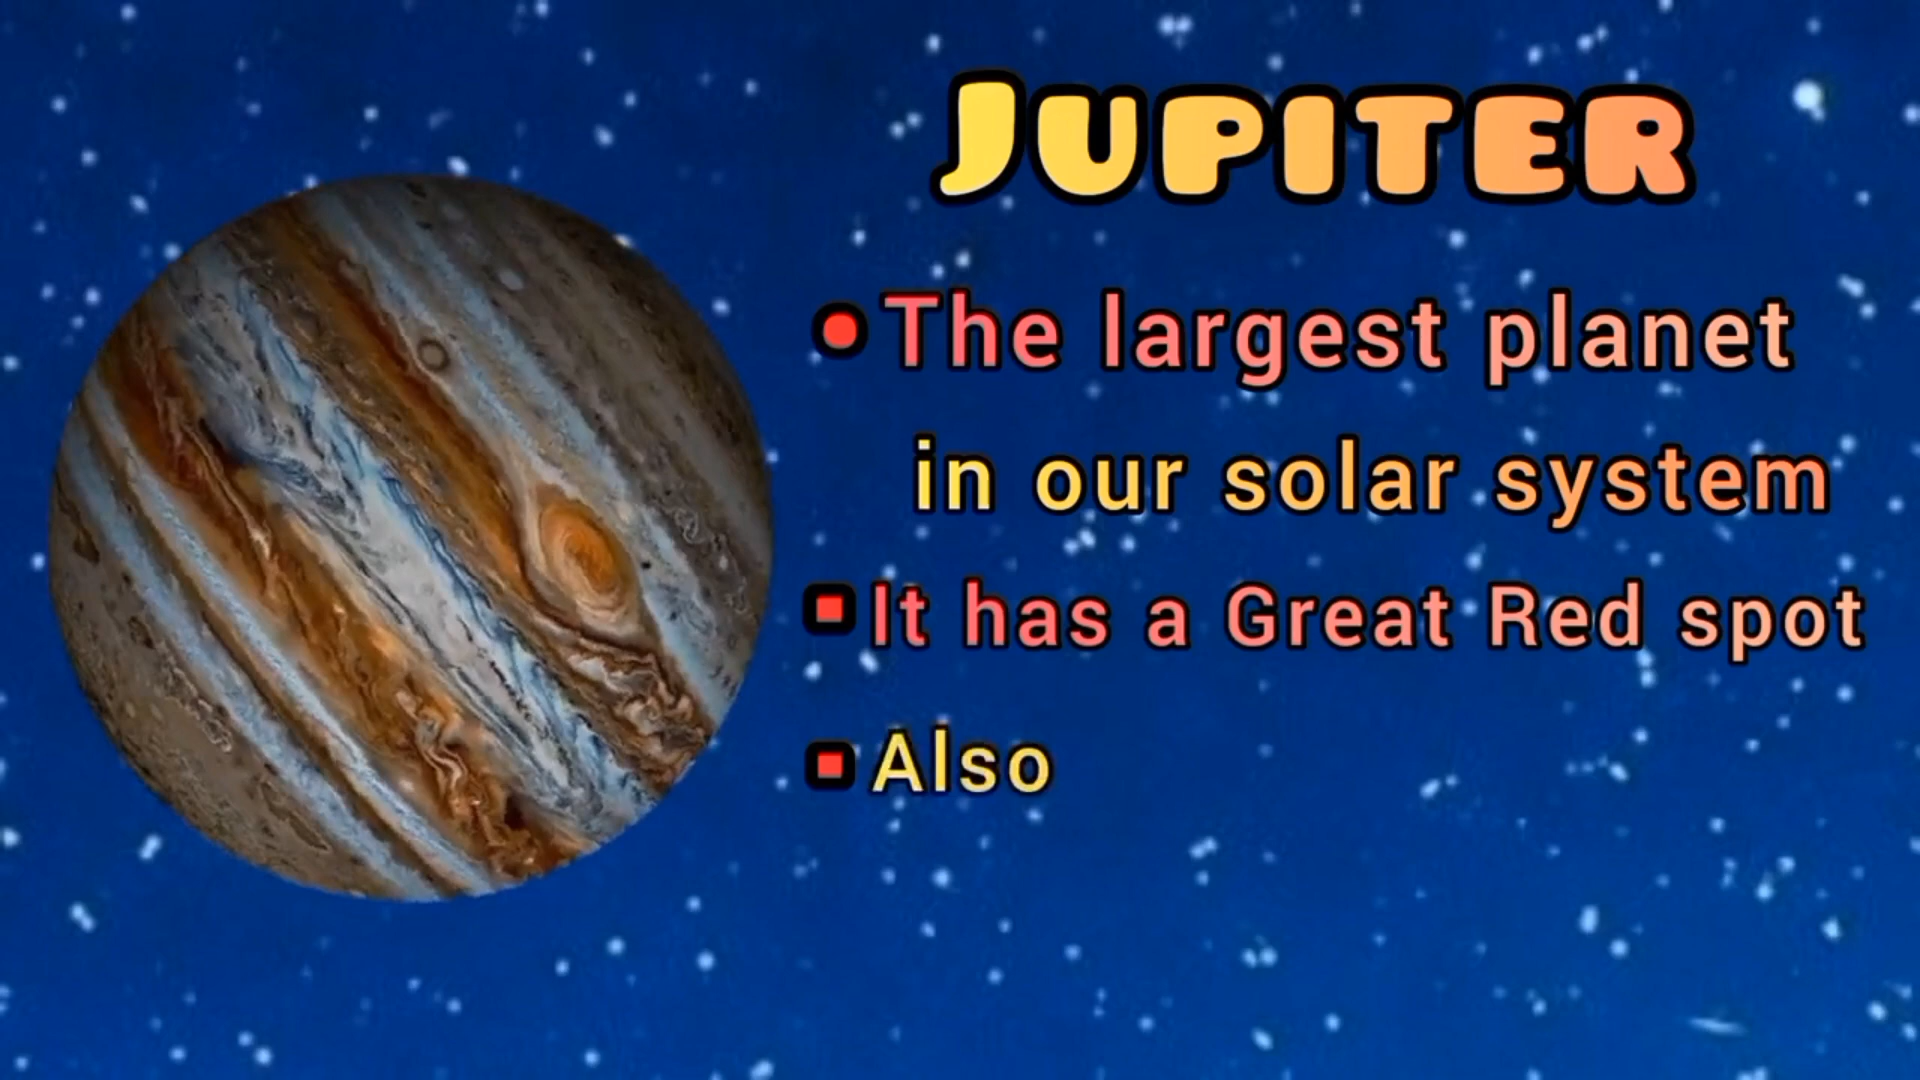 JUPITER
The largest planet
in our solar system
It has a Great Red spot
Also